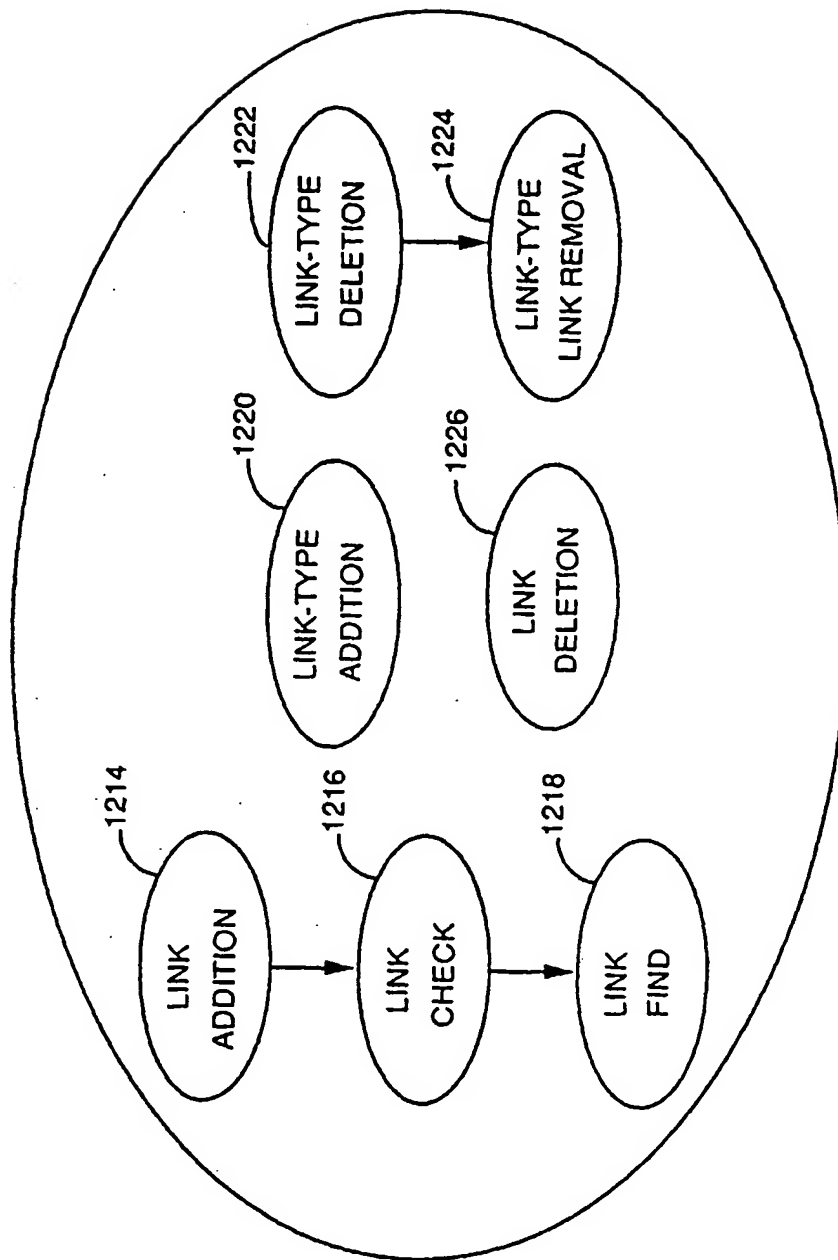 1214
LINK
ADDITION
1216
LINK
CHECK
1218
LINK
FIND
1220
LINK-TYPE
ADDITION
1226
LINK
DELETION
1222
LINK-TYPE
DELETION
1224
LINK-TYPE
LINK REMOVAL